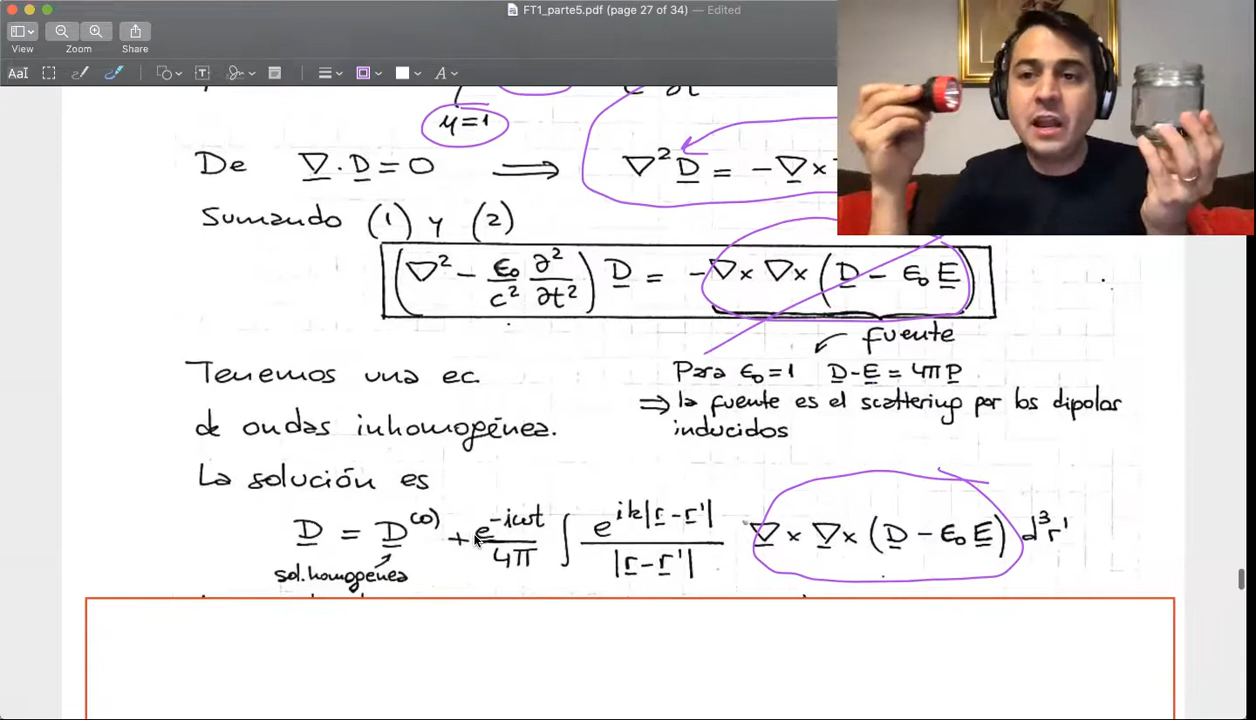 FT1_parte5.pdf (page 27 of 34) — Edited
View Zoom Share
AaI T A
μ=1
De ∇·D=0 ⟹ ∇²D = -∇×
Sumando (1) y (2)
(∇² - ε₀/c² ∂²/∂t²) D = -∇×∇×(D - ε₀E)
fuente
Tenemos una ec.
Para ε₀=1 D-E=4πP
de ondas inhomogénea.
⟹ la fuente es el scattering por los dipolos
inducidos
La solución es
D = D⁽⁰⁾ + e^{-iωt}/4π ∫ e^{ik|r-r'|}/|r-r'| ∇×∇×(D - ε₀E) d³r'
sol.homogénea